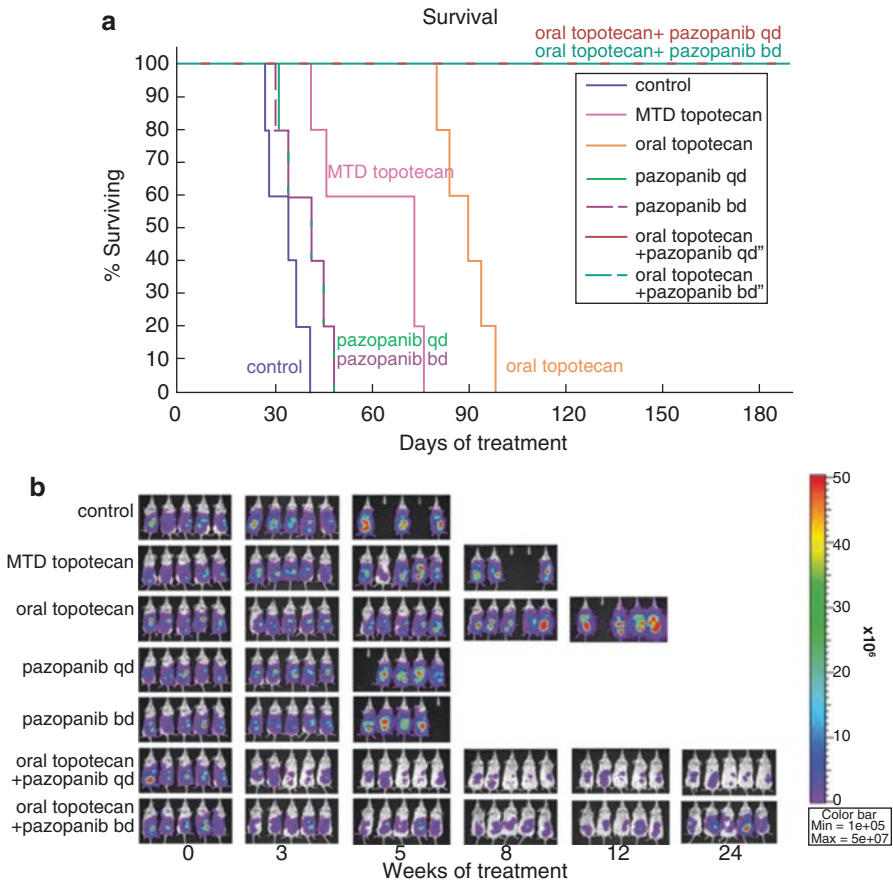 a
Survival
oral topotecan+ pazopanib qd
oral topotecan+ pazopanib bd
100
90
80
70
60
50
40
30
20
10
0
% Surviving
control
MTD topotecan
oral topotecan
pazopanib qd
pazopanib bd
oral topotecan
+pazopanib qd”
oral topotecan
+pazopanib bd”
MTD topotecan
control
pazopanib qd
pazopanib bd
oral topotecan
0 30 60 90 120 150 180
Days of treatment
b
control
MTD topotecan
oral topotecan
pazopanib qd
pazopanib bd
oral topotecan
+pazopanib qd
oral topotecan
+pazopanib bd
0 3 5 8 12 24
Weeks of treatment
50
40
30
20
10
0
x10⁶
Color bar
Min = 1e+05
Max = 5e+07